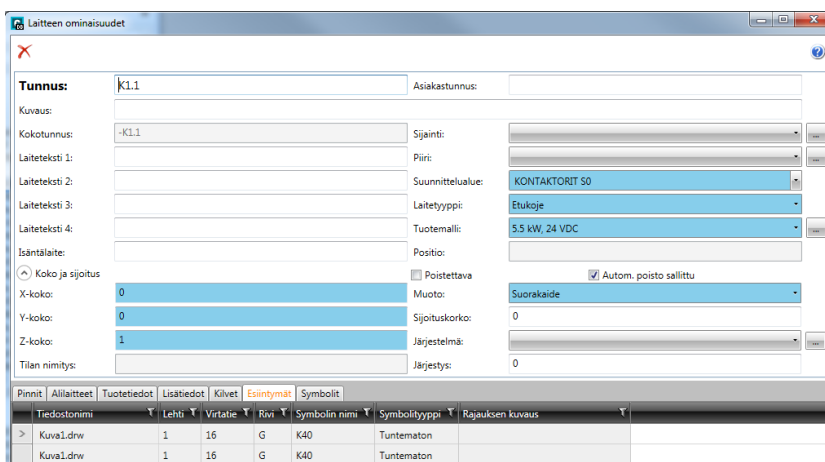 Laitteen ominaisuudet
Tunnus: K1.1 Asiakastunnus:
Kuvaus:
Kokotunnus: -K1.1 Sijainti: ...
Laiteteksti 1: Piiri: ...
Laiteteksti 2: Suunnittelualue: KONTAKTORIT S0
Laiteteksti 3: Laitetyyppi: Etukoje
Laiteteksti 4: Tuotemalli: 5.5 kW, 24 VDC ...
Isäntälaite: Positio:
Koko ja sijoitus Poistettava Autom. poisto sallittu
X-koko: 0 Muoto: Suorakaide
Y-koko: 0 Sijoituskorko: 0
Z-koko: 1 Järjestelmä: ...
Tilan nimitys: Järjestys: 0
Pinnit Alilaitteet Tuotetiedot Lisätiedot Kilvet Esiintymät Symbolit
Tiedostonimi Lehti Virtatie Rivi Symbolin nimi Symbolityyppi Rajauksen kuvaus
> Kuva1.drw 1 16 G K40 Tuntematon
Kuva1.drw 1 16 G K40 Tuntematon